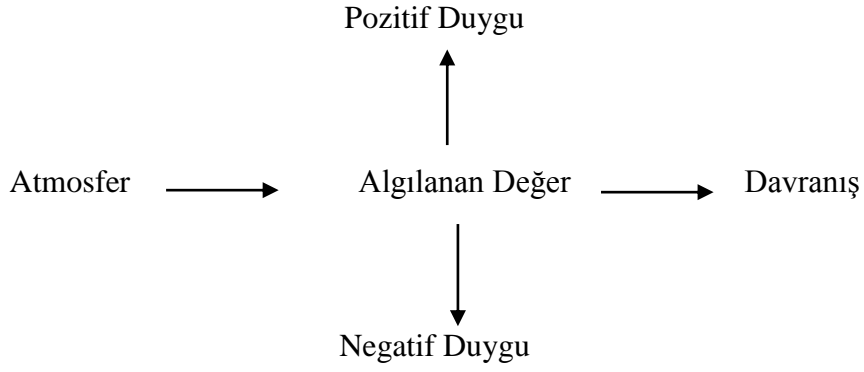 Pozitif Duygu
Atmosfer Algılanan Değer Davranış
Negatif Duygu